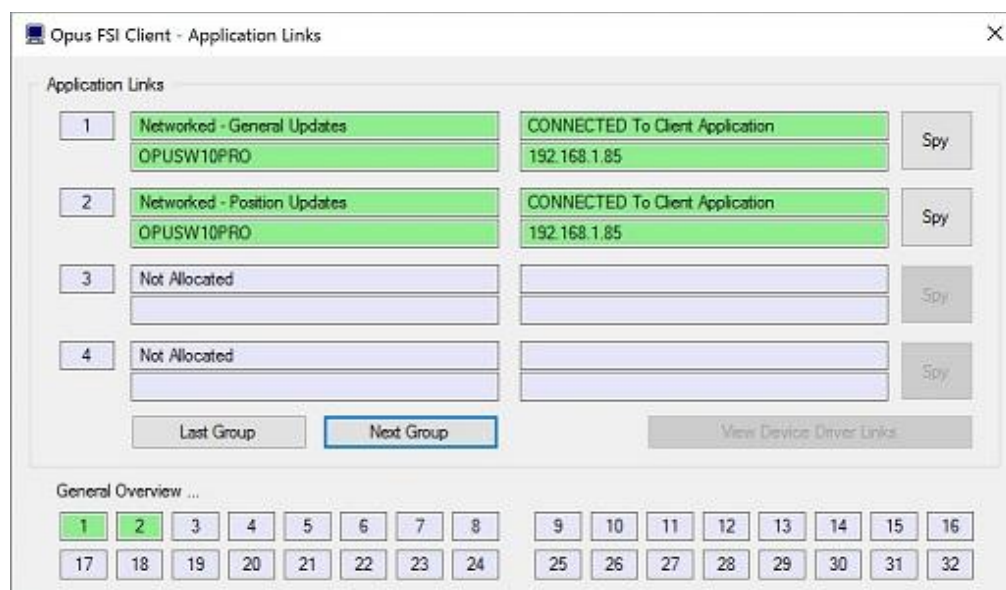 Opus FSI Client - Application Links
Application Links
1 Networked - General Updates CONNECTED To Client Application Spy
OPUSW10PRO 192.168.1.85
2 Networked - Position Updates CONNECTED To Client Application Spy
OPUSW10PRO 192.168.1.85
3 Not Allocated Spy
4 Not Allocated Spy
Last Group Next Group View Device Driver Links
General Overview ...
1 2 3 4 5 6 7 8 9 10 11 12 13 14 15 16
17 18 19 20 21 22 23 24 25 26 27 28 29 30 31 32